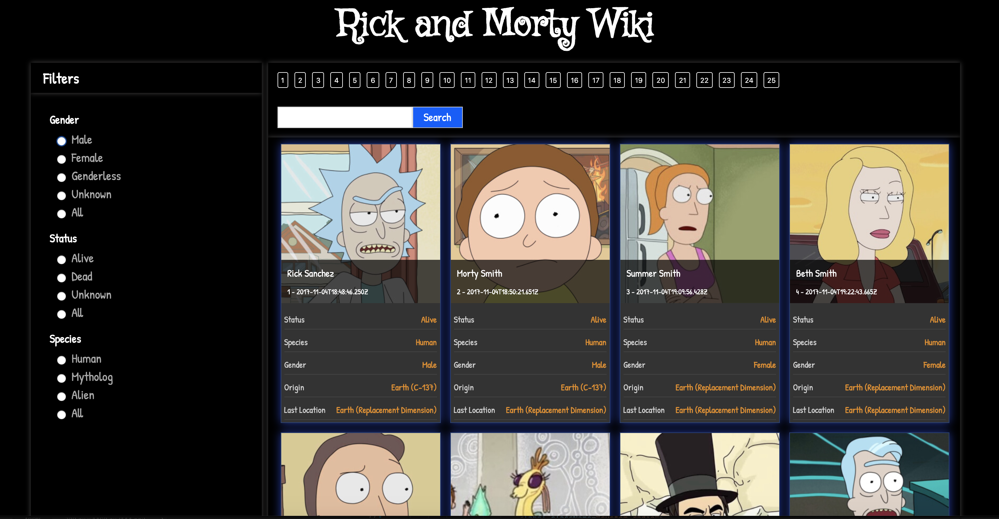 Rick and Morty Wiki
Filters
Gender
Male
Female
Genderless
Unknown
All
Status
Alive
Dead
Unknown
All
Species
Human
Mytholog
Alien
All
1 2 3 4 5 6 7 8 9 10 11 12 13 14 15 16 17 18 19 20 21 22 23 24 25
Search
Rick Sanchez
1 - 2017-11-04T18:48:46.250Z
Status Alive
Species Human
Gender Male
Origin Earth (C-137)
Last Location Earth (Replacement Dimension)
Morty Smith
2 - 2017-11-04T18:50:21.651Z
Status Alive
Species Human
Gender Male
Origin Earth (C-137)
Last Location Earth (Replacement Dimension)
Summer Smith
3 - 2017-11-04T19:09:56.428Z
Status Alive
Species Human
Gender Female
Origin Earth (Replacement Dimension)
Last Location Earth (Replacement Dimension)
Beth Smith
4 - 2017-11-04T19:22:43.665Z
Status Alive
Species Human
Gender Female
Origin Earth (Replacement Dimension)
Last Location Earth (Replacement Dimension)